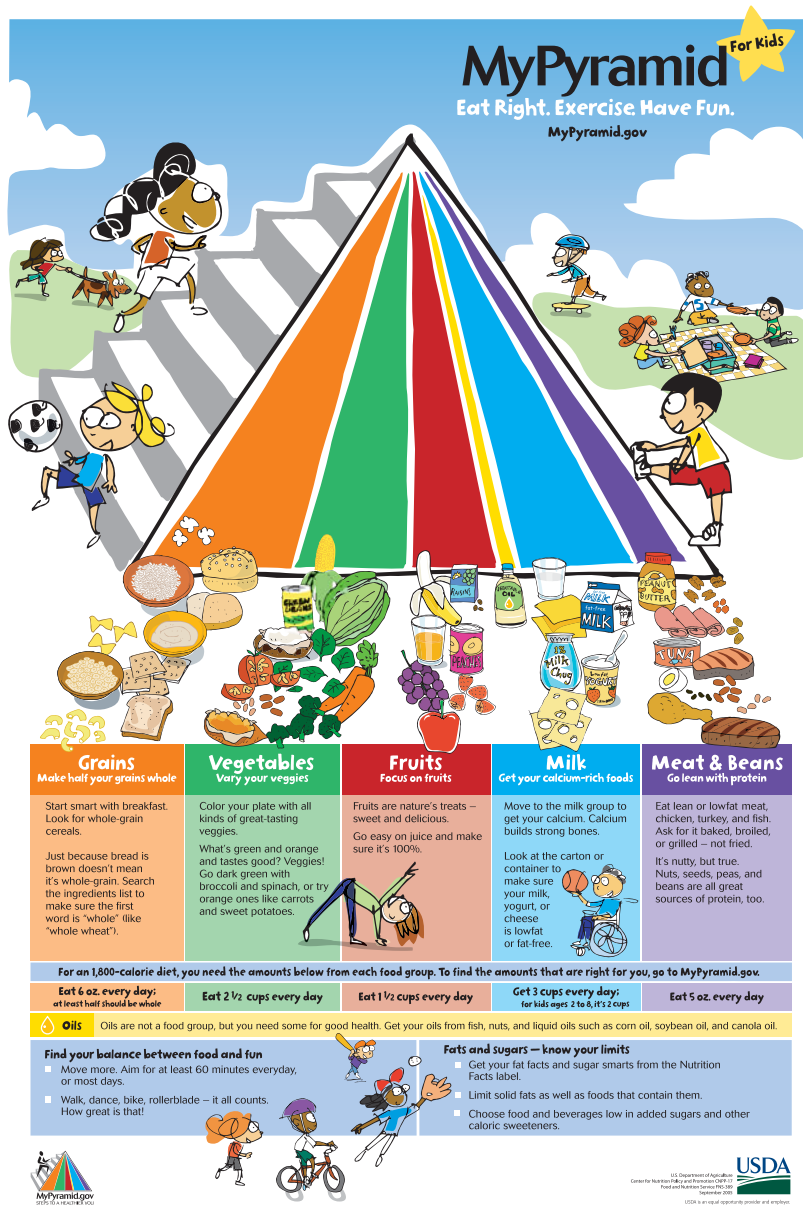 For Kids
MyPyramid
Eat Right. Exercise. Have Fun.
MyPyramid.gov
GREEN BEANS
RAISINS
VEGETABLE
OIL
PEACHES
MILK
fat-free
MILK
1%
Milk
Chug
low fat
YOGURT
PEANUT
BUTTER
TUNA
Grains
Make half your grains whole
Vegetables
Vary your veggies
Fruits
Focus on fruits
Milk
Get your calcium-rich foods
Meat & Beans
Go lean with protein
Start smart with breakfast.
Look for whole-grain
cereals.
Just because bread is
brown doesn't mean
it's whole-grain. Search
the ingredients list to
make sure the first
word is "whole" (like
"whole wheat").
Color your plate with all
kinds of great-tasting
veggies.
What's green and orange
and tastes good? Veggies!
Go dark green with
broccoli and spinach, or try
orange ones like carrots
and sweet potatoes.
Fruits are nature's treats –
sweet and delicious.
Go easy on juice and make
sure it's 100%.
Move to the milk group to
get your calcium. Calcium
builds strong bones.
Look at the carton or
container to
make sure
your milk,
yogurt, or
cheese
is lowfat
or fat-free.
Eat lean or lowfat meat,
chicken, turkey, and fish.
Ask for it baked, broiled,
or grilled – not fried.
It's nutty, but true.
Nuts, seeds, peas, and
beans are all great
sources of protein, too.
For an 1,800-calorie diet, you need the amounts below from each food group. To find the amounts that are right for you, go to MyPyramid.gov.
Eat 6 oz. every day;
at least half should be whole
Eat 2 1/2 cups every day
Eat 1 1/2 cups every day
Get 3 cups every day;
for kids ages 2 to 8, it's 2 cups
Eat 5 oz. every day
Oils
Oils are not a food group, but you need some for good health. Get your oils from fish, nuts, and liquid oils such as corn oil, soybean oil, and canola oil.
Find your balance between food and fun
Move more. Aim for at least 60 minutes everyday,
or most days.
Walk, dance, bike, rollerblade – it all counts.
How great is that!
Fats and sugars — know your limits
Get your fat facts and sugar smarts from the Nutrition
Facts label.
Limit solid fats as well as foods that contain them.
Choose food and beverages low in added sugars and other
caloric sweeteners.
MyPyramid.gov
STEPS TO A HEALTHIER YOU
U.S. Department of Agriculture
Center for Nutrition Policy and Promotion CNPP-17
Food and Nutrition Service FNS-389
September 2005
USDA
USDA is an equal opportunity provider and employer.